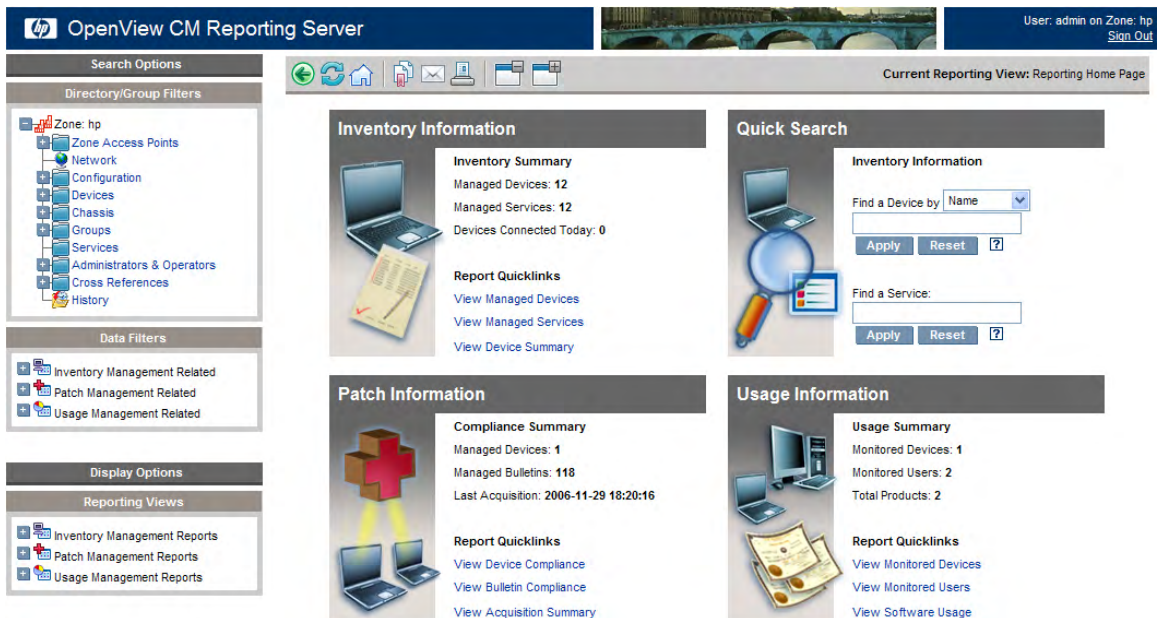 hp OpenView CM Reporting Server
User: admin on Zone: hp
Sign Out
Search Options
Directory/Group Filters
Zone: hp
Zone Access Points
Network
Configuration
Devices
Chassis
Groups
Services
Administrators & Operators
Cross References
History
Data Filters
Inventory Management Related
Patch Management Related
Usage Management Related
Display Options
Reporting Views
Inventory Management Reports
Patch Management Reports
Usage Management Reports
Current Reporting View: Reporting Home Page
Inventory Information
Inventory Summary
Managed Devices: 12
Managed Services: 12
Devices Connected Today: 0
Report Quicklinks
View Managed Devices
View Managed Services
View Device Summary
Quick Search
Inventory Information
Find a Device by Name
Apply Reset ?
Find a Service:
Apply Reset ?
Patch Information
Compliance Summary
Managed Devices: 1
Managed Bulletins: 118
Last Acquisition: 2006-11-29 18:20:16
Report Quicklinks
View Device Compliance
View Bulletin Compliance
View Acquisition Summary
Usage Information
Usage Summary
Monitored Devices: 1
Monitored Users: 2
Total Products: 2
Report Quicklinks
View Monitored Devices
View Monitored Users
View Software Usage